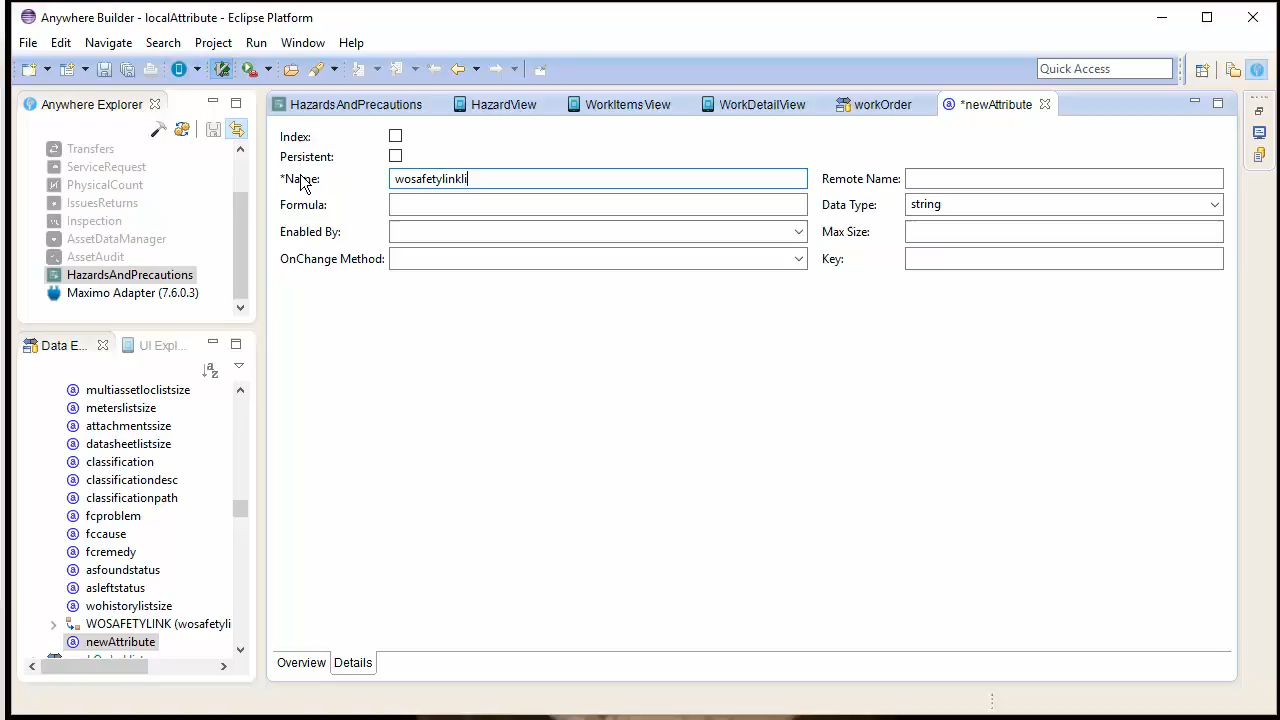 Anywhere Builder - localAttribute - Eclipse Platform
File Edit Navigate Search Project Run Window Help
Quick Access
Anywhere Explorer
Transfers
ServiceRequest
PhysicalCount
IssuesReturns
Inspection
AssetDataManager
AssetAudit
HazardsAndPrecautions
Maximo Adapter (7.6.0.3)
Data E... UI Expl...
multiassetloclistsize
meterslistsize
attachmentssize
datasheetlistsize
classification
classificationdesc
classificationpath
fcproblem
fccause
fcremedy
asfoundstatus
asleftstatus
wohistorylistsize
WOSAFETYLINK (wosafetyli
newAttribute
HazardsAndPrecautions HazardView WorkItemsView WorkDetailView workOrder *newAttribute
Index:
Persistent:
*Name: wosafetylinkli Remote Name:
Formula: Data Type: string
Enabled By: Max Size:
OnChange Method: Key:
Overview Details